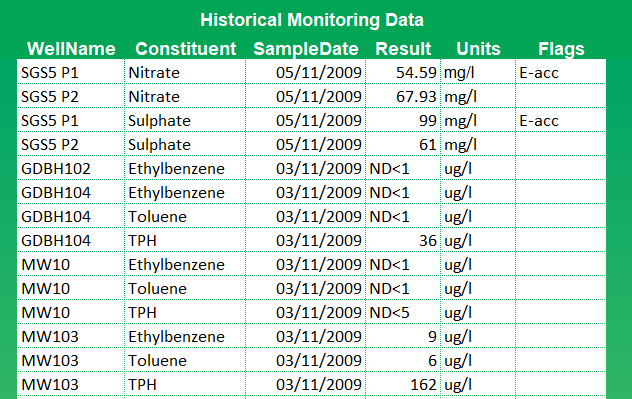 Historical Monitoring Data
WellName Constituent SampleDate Result Units Flags
SGS5 P1 Nitrate 05/11/2009 54.59 mg/l E-acc
SGS5 P2 Nitrate 05/11/2009 67.93 mg/l
SGS5 P1 Sulphate 05/11/2009 99 mg/l E-acc
SGS5 P2 Sulphate 05/11/2009 61 mg/l
GDBH102 Ethylbenzene 03/11/2009 ND<1 ug/l
GDBH104 Ethylbenzene 03/11/2009 ND<1 ug/l
GDBH104 Toluene 03/11/2009 ND<1 ug/l
GDBH104 TPH 03/11/2009 36 ug/l
MW10 Ethylbenzene 03/11/2009 ND<1 ug/l
MW10 Toluene 03/11/2009 ND<1 ug/l
MW10 TPH 03/11/2009 ND<5 ug/l
MW103 Ethylbenzene 03/11/2009 9 ug/l
MW103 Toluene 03/11/2009 6 ug/l
MW103 TPH 03/11/2009 162 ug/l